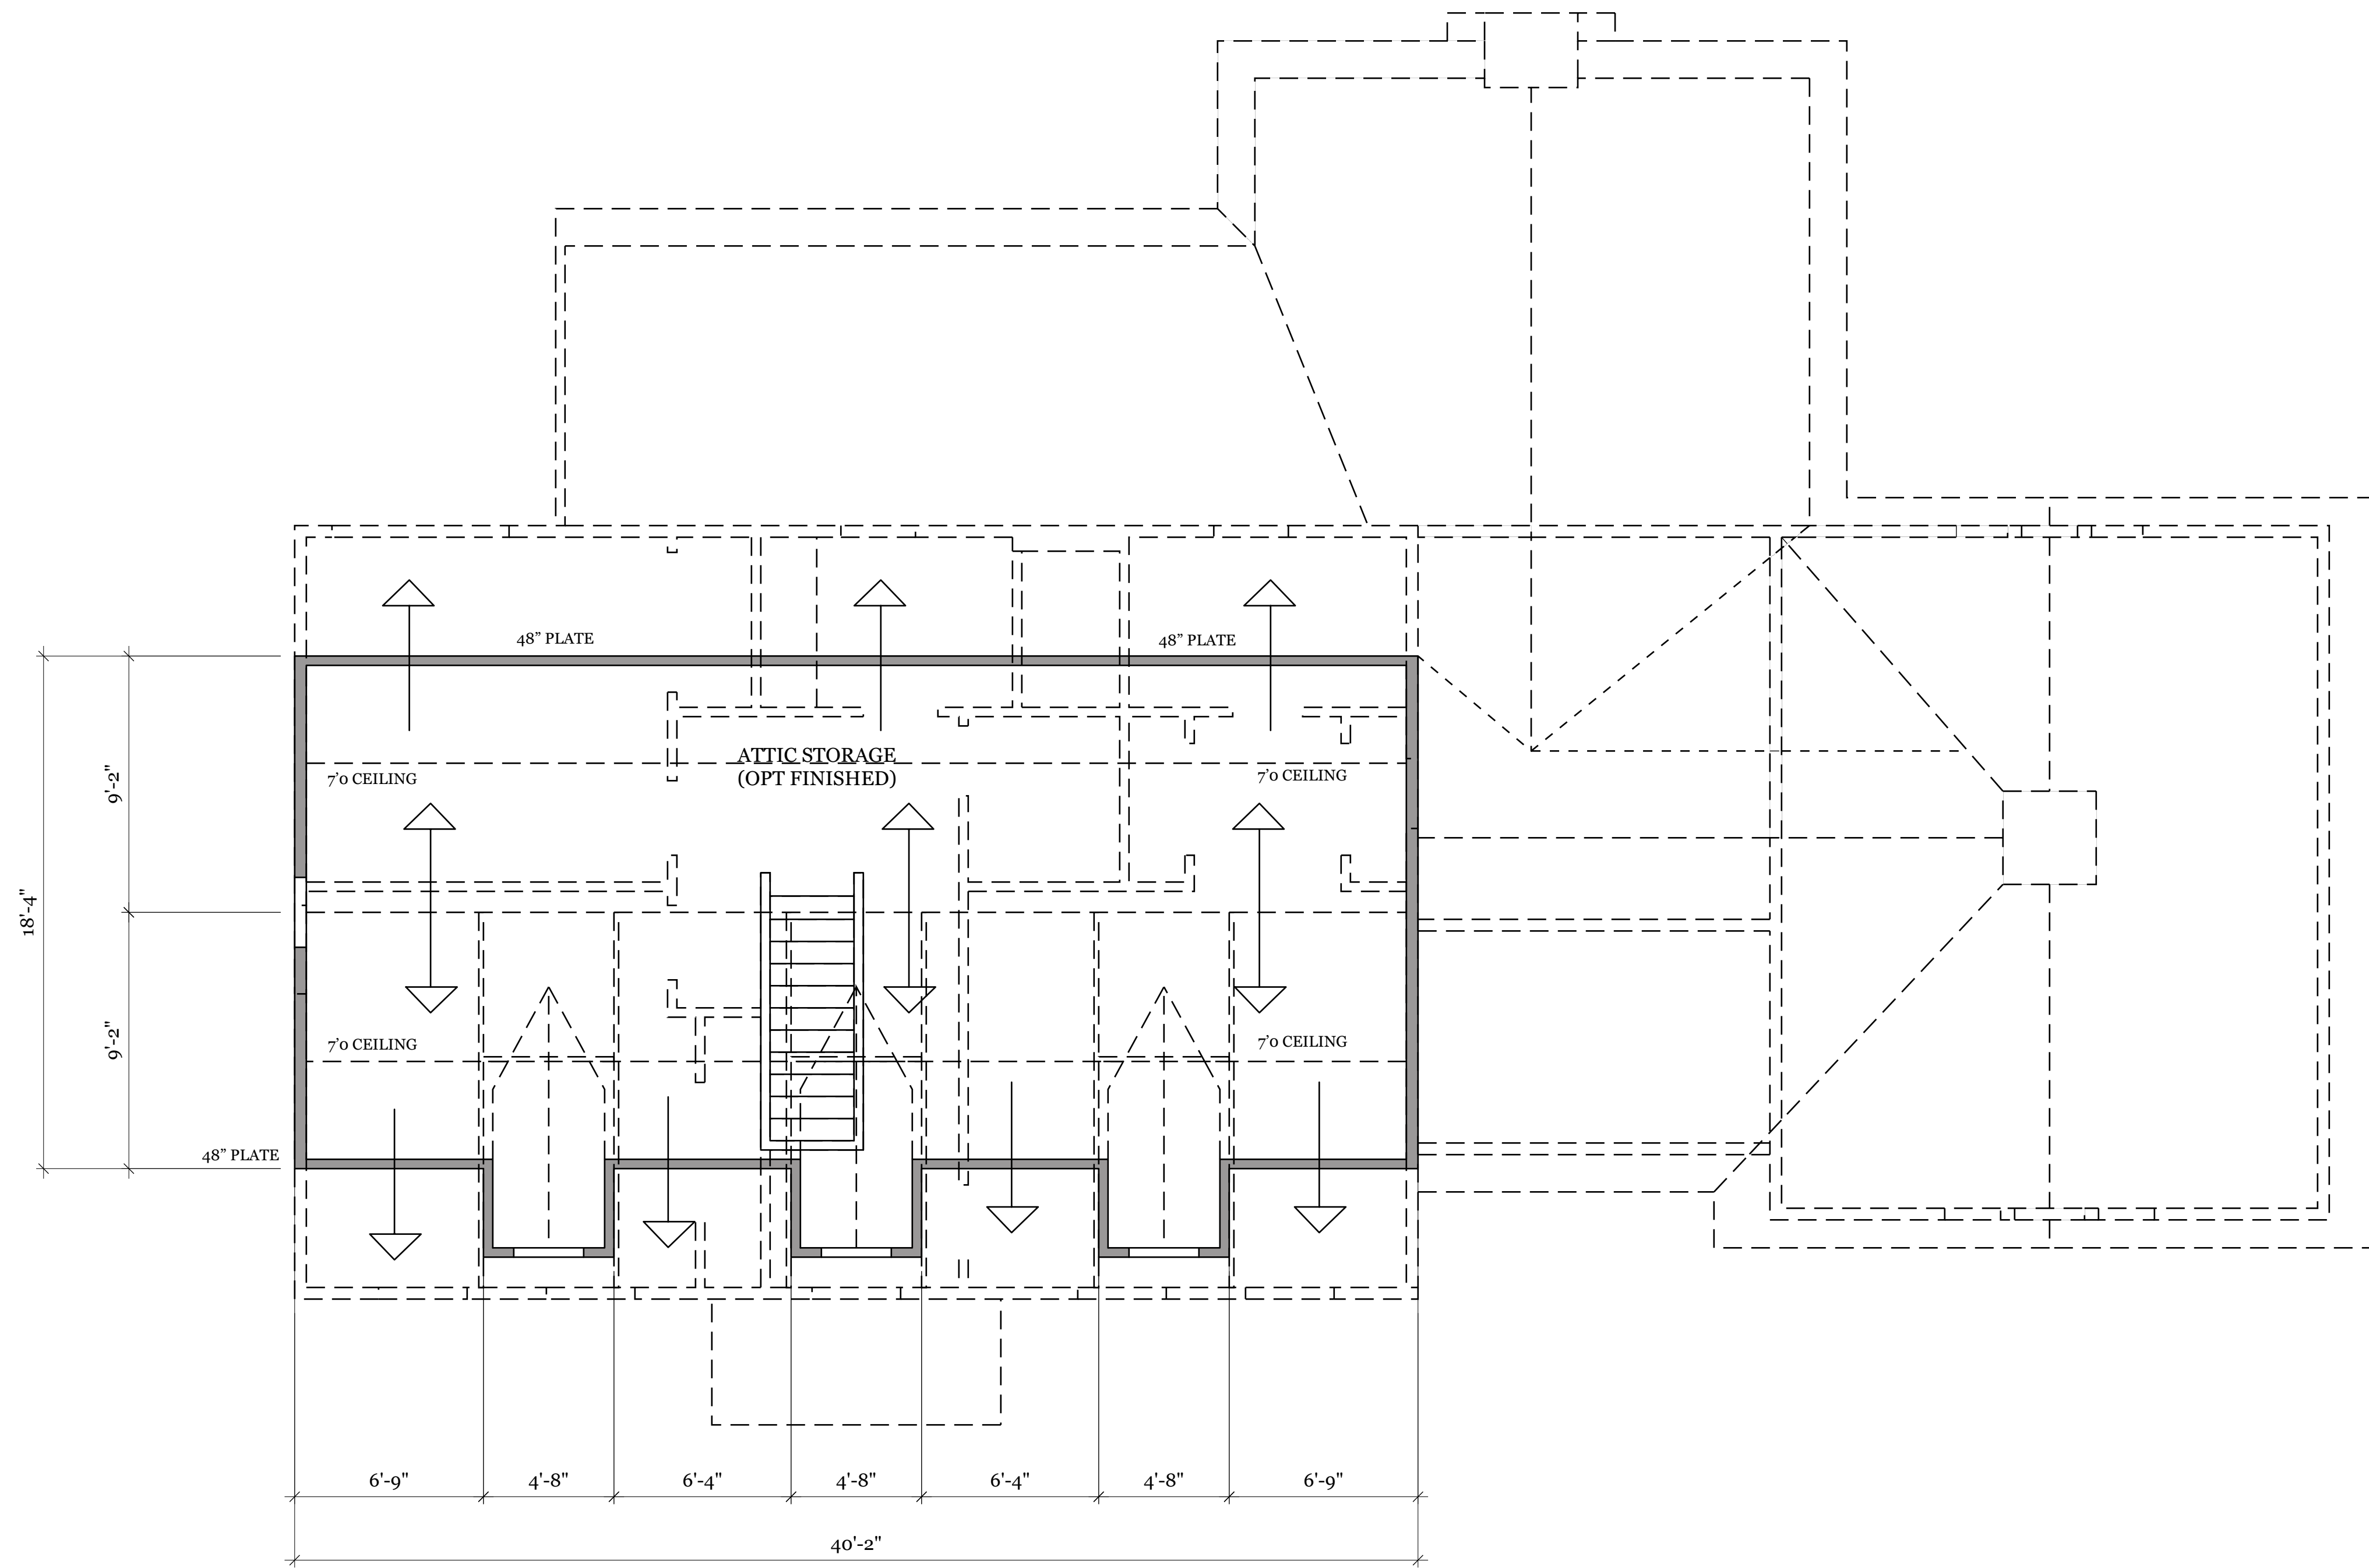 48” PLATE
48” PLATE
ATTIC STORAGE
(OPT FINISHED)
7'0 CEILING
7'0 CEILING
9'-2"
18'-4"
9'-2"
7'0 CEILING
7'0 CEILING
48” PLATE
6'-9"
4'-8"
6'-4"
4'-8"
6'-4"
4'-8"
6'-9"
40'-2"